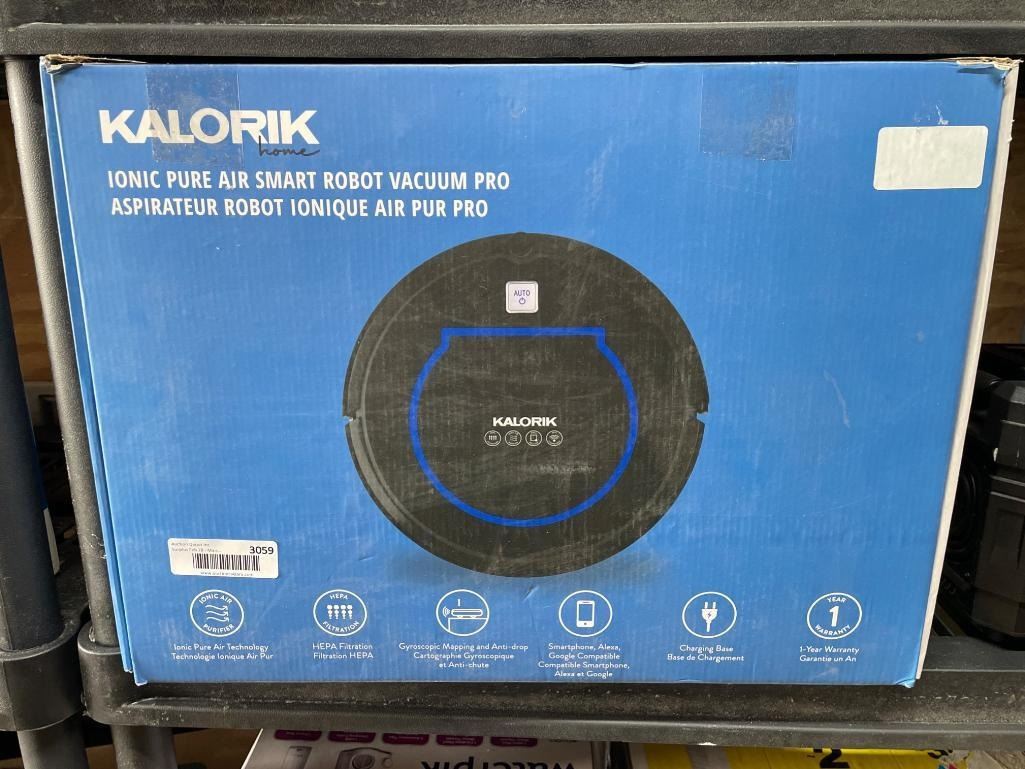 KALORIK
home
IONIC PURE AIR SMART ROBOT VACUUM PRO
ASPIRATEUR ROBOT IONIQUE AIR PUR PRO
AUTO
KALORIK
3059
IONIC AIR
PURIFIER
Ionic Pure Air Technology
Technologie Ionique Air Pur
HEPA
FILTRATION
HEPA Filtration
Filtration HEPA
Gyroscopic Mapping and Anti-drop
Cartographie Gyroscopique
et Anti-chute
Smartphone, Alexa,
Google Compatible
Compatible Smartphone,
Alexa et Google
Charging Base
Base de Chargement
YEAR
1
WARRANTY
1-Year Warranty
Garantie un An
waterpik
2